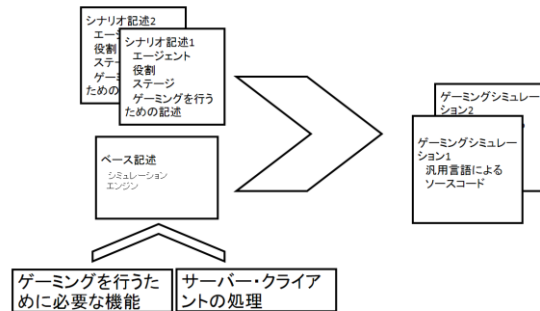 シナリオ記述2
エージ
役割
ステー
ゲーミ
ための
シナリオ記述1
エージェント
役割
ステージ
ゲーミングを行う
ための記述
ベース記述
シミュレーション
エンジン
ゲーミングを行うた
めに必要な機能
サーバー・クライア
ントの処理
ゲーミングシミュレー
ション2
ゲーミングシミュレー
ション1
汎用言語による
ソースコード